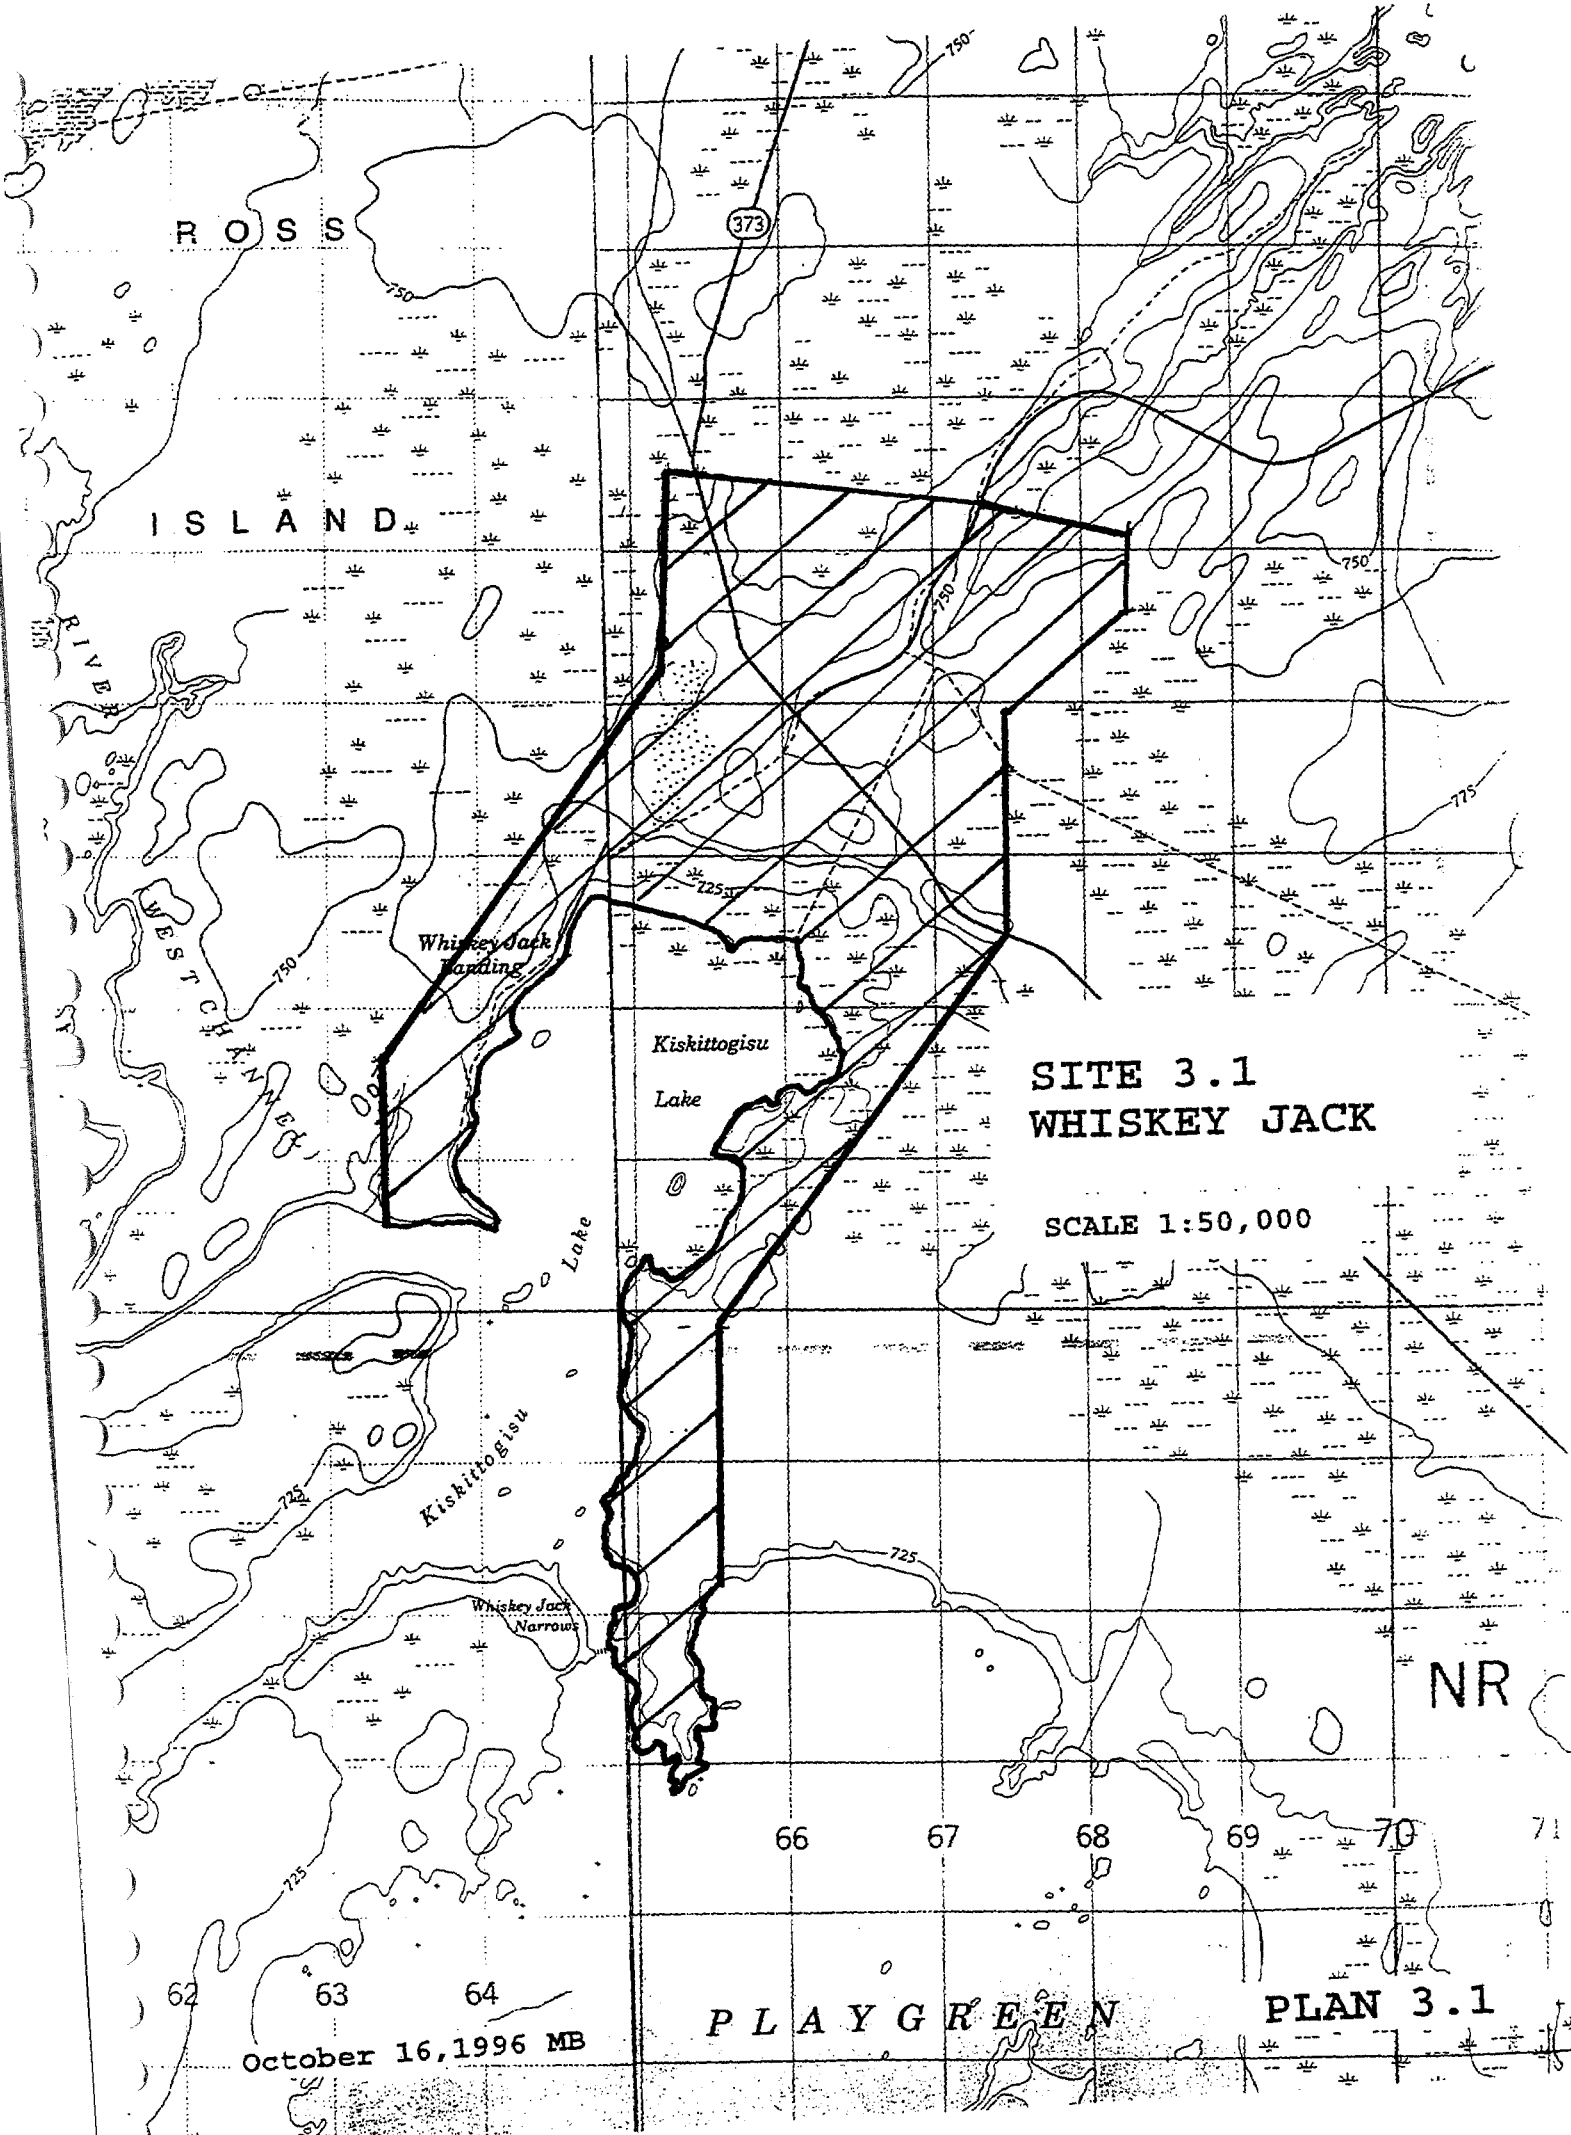 750
373
ROSS
750
ISLAND
750
750
RIVER
775
725
WEST CHANNEL
Whiskey Jack
Landing
750
Kiskittogisu
Lake
SITE 3.1
WHISKEY JACK
SCALE 1:50,000
Lake
Kiskittogisu
725
725
Whiskey Jack
Narrows
NR
66 67 68 69 70 71
725
62 63 64
PLAYGREEN
PLAN 3.1
October 16,1996 MB